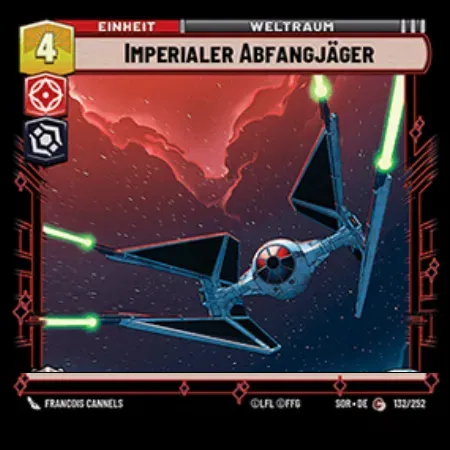 EINHEIT
WELTRAUM
4
IMPERIALER ABFANGJÄGER
FRANCOIS CANNELS
©LFL ©FFG
SOR • DE
C
132/252